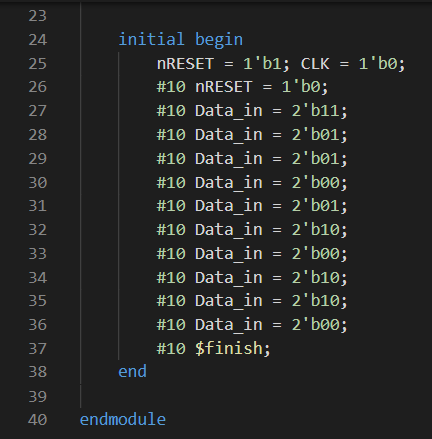 23
24 initial begin
25 nRESET = 1'b1; CLK = 1'b0;
26 #10 nRESET = 1'b0;
27 #10 Data_in = 2'b11;
28 #10 Data_in = 2'b01;
29 #10 Data_in = 2'b01;
30 #10 Data_in = 2'b00;
31 #10 Data_in = 2'b01;
32 #10 Data_in = 2'b10;
33 #10 Data_in = 2'b00;
34 #10 Data_in = 2'b10;
35 #10 Data_in = 2'b10;
36 #10 Data_in = 2'b00;
37 #10 $finish;
38 end
39
40 endmodule